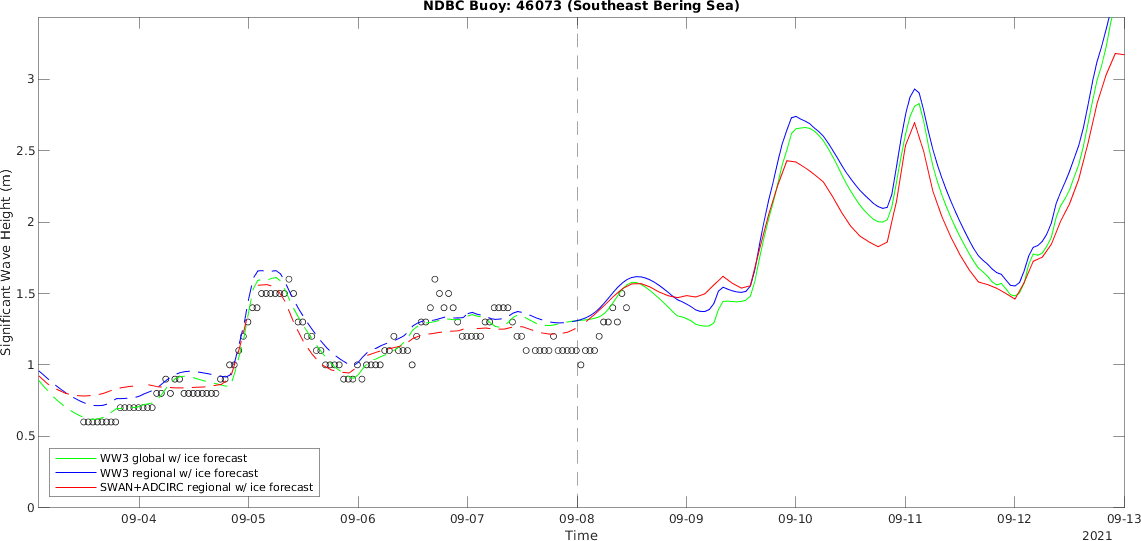 NDBC Buoy: 46073 (Southeast Bering Sea)
Significant Wave Height (m)
3
2.5
2
1.5
1
0.5
0
WW3 global w/ ice forecast
WW3 regional w/ ice forecast
SWAN+ADCIRC regional w/ ice forecast
09-04 09-05 09-06 09-07 09-08 09-09 09-10 09-11 09-12 09-13
Time
2021